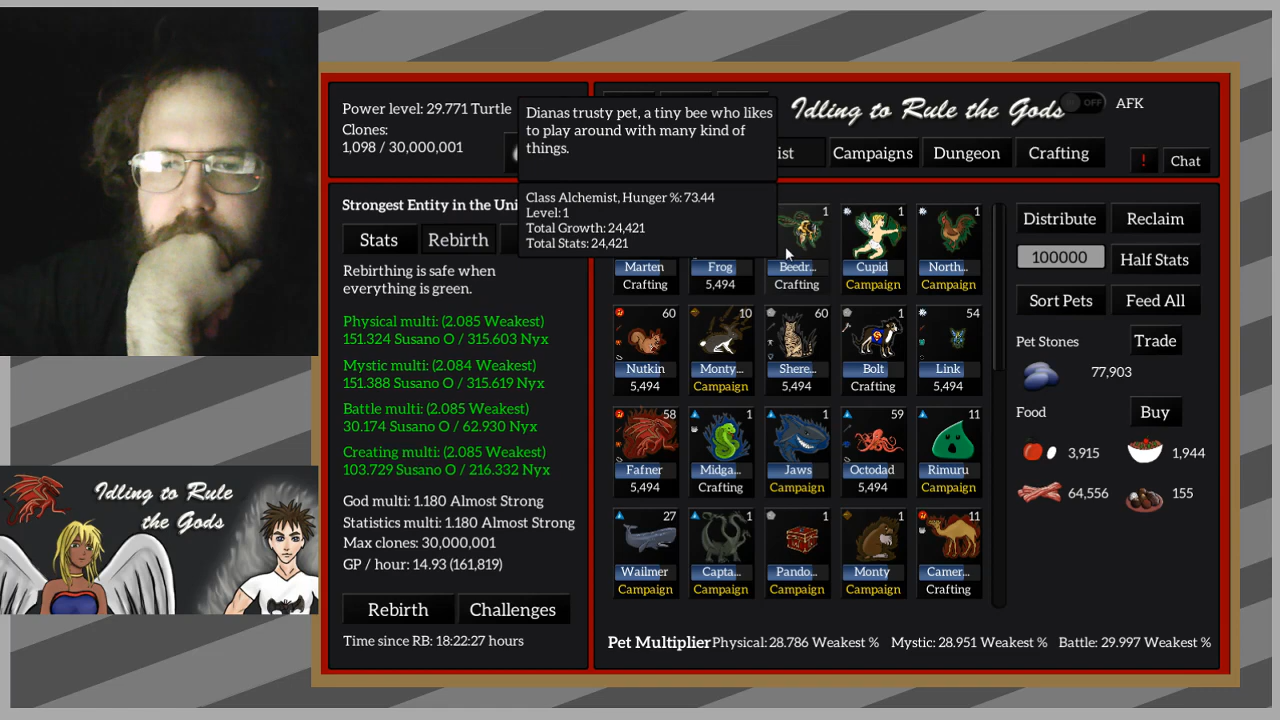 Power level: 29.771 Turtle
Clones:
1,098 / 30,000,001
Dianas trusty pet, a tiny bee who likes
to play around with many kind of
things.
Class Alchemist, Hunger %: 73.44
Level: 1
Total Growth: 24,421
Total Stats: 24,421
Idling to Rule the Gods
OFF
AFK
ist
Campaigns
Dungeon
Crafting
!
Chat
Strongest Entity in the Uni
Stats
Rebirth
Rebirthing is safe when
everything is green.
Physical multi: (2.085 Weakest)
151.324 Susano O / 315.603 Nyx
Mystic multi: (2.084 Weakest)
151.388 Susano O / 315.619 Nyx
Battle multi: (2.085 Weakest)
30.174 Susano O / 62.930 Nyx
Creating multi: (2.085 Weakest)
103.729 Susano O / 216.332 Nyx
God multi: 1.180 Almost Strong
Statistics multi: 1.180 Almost Strong
Max clones: 30,000,001
GP / hour: 14.93 (161,819)
Rebirth
Challenges
Time since RB: 18:22:27 hours
1 1 1
Marten Frog Beedr... Cupid North...
Crafting 5,494 Crafting Campaign Campaign
60 10 60 1 54
Nutkin Monty... Shere... Bolt Link
5,494 Campaign 5,494 Crafting 5,494
58 1 1 59 11
Fafner Midga... Jaws Octodad Rimuru
5,494 Crafting Campaign 5,494 Campaign
27 1 1 1 11
Wailmer Capta... Pando... Monty Camer...
Campaign Campaign Campaign Campaign Crafting
Distribute
Reclaim
100000
Half Stats
Sort Pets
Feed All
Pet Stones
Trade
77,903
Food
Buy
3,915
1,944
64,556
155
Pet Multiplier Physical: 28.786 Weakest % Mystic: 28.951 Weakest % Battle: 29.997 Weakest %
Idling to Rule
the Gods